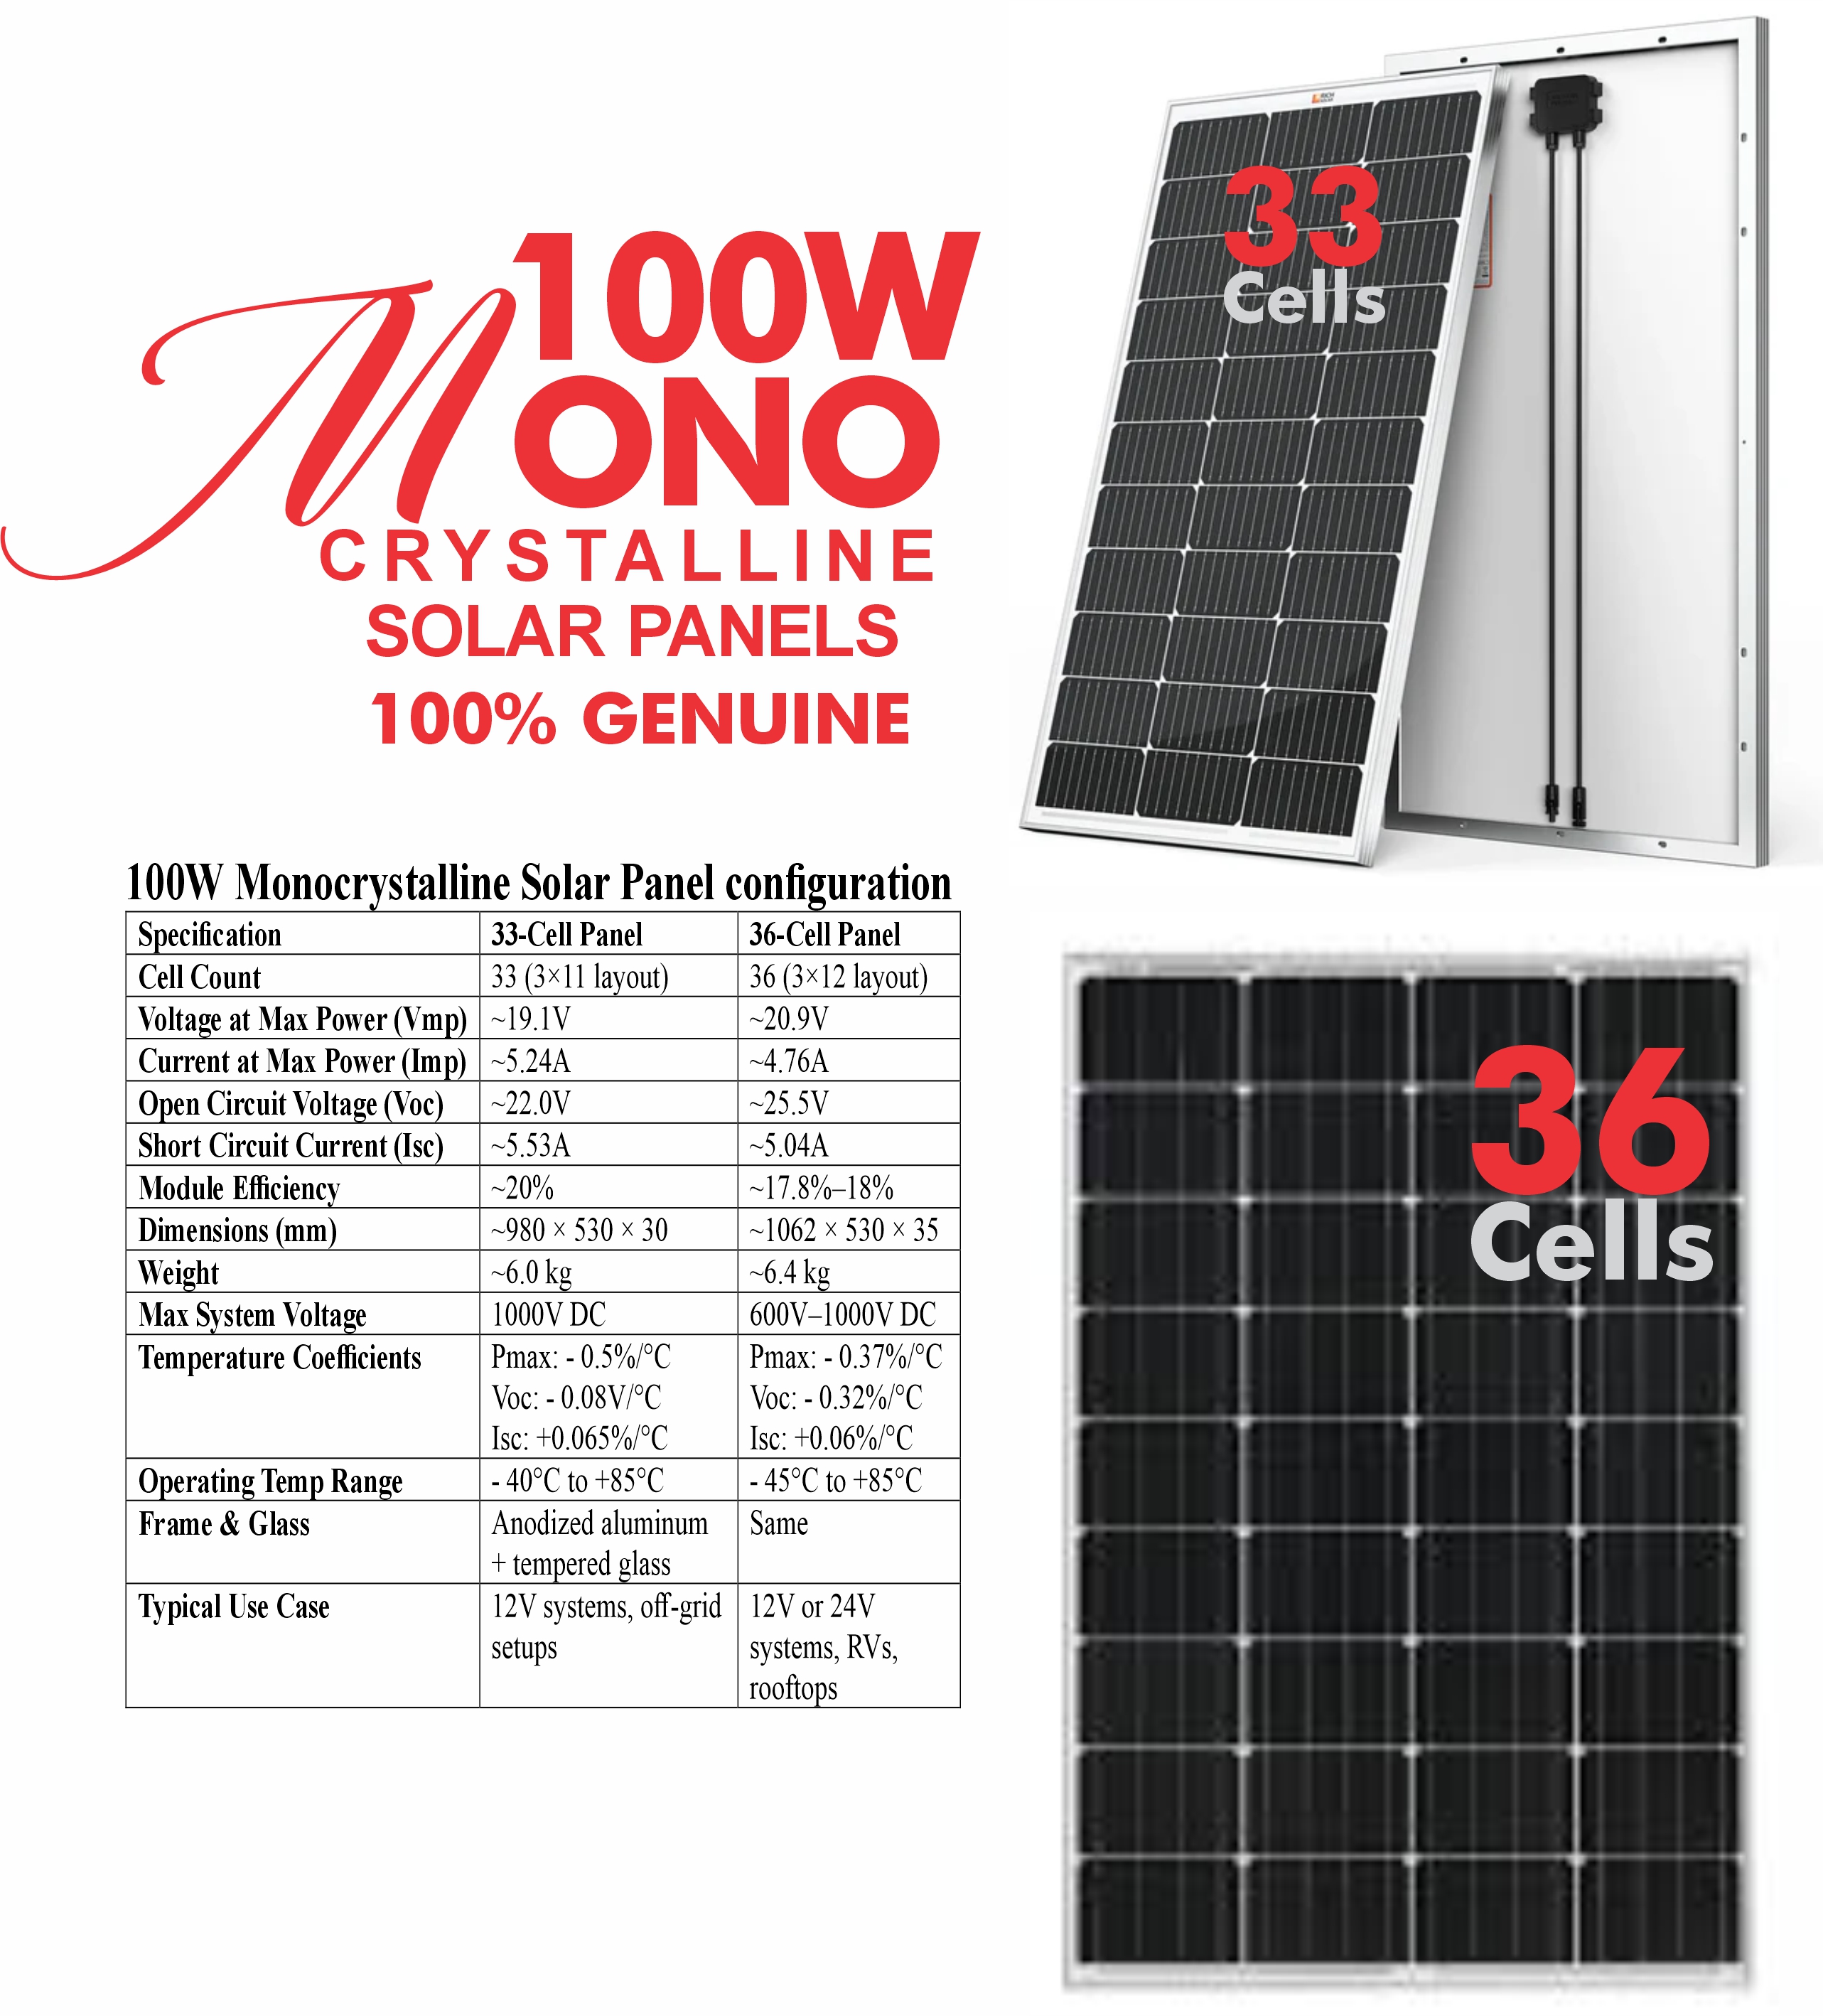 100W
MONO
CRYSTALLINE
SOLAR PANELS
100% GENUINE
RICH
SOLAR
33
Cells
100W Monocrystalline Solar Panel configuration
Specification 33-Cell Panel 36-Cell Panel
Cell Count 33 (3×11 layout) 36 (3×12 layout)
Voltage at Max Power (Vmp) ~19.1V ~20.9V
Current at Max Power (Imp) ~5.24A ~4.76A
Open Circuit Voltage (Voc) ~22.0V ~25.5V
Short Circuit Current (Isc) ~5.53A ~5.04A
Module Efficiency ~20% ~17.8%–18%
Dimensions (mm) ~980 × 530 × 30 ~1062 × 530 × 35
Weight ~6.0 kg ~6.4 kg
Max System Voltage 1000V DC 600V–1000V DC
Temperature Coefficients Pmax: - 0.5%/°C Pmax: - 0.37%/°C
Voc: - 0.08V/°C Voc: - 0.32%/°C
Isc: +0.065%/°C Isc: +0.06%/°C
Operating Temp Range - 40°C to +85°C - 45°C to +85°C
Frame & Glass Anodized aluminum Same
+ tempered glass
Typical Use Case 12V systems, off-grid 12V or 24V
setups systems, RVs,
rooftops
36
Cells